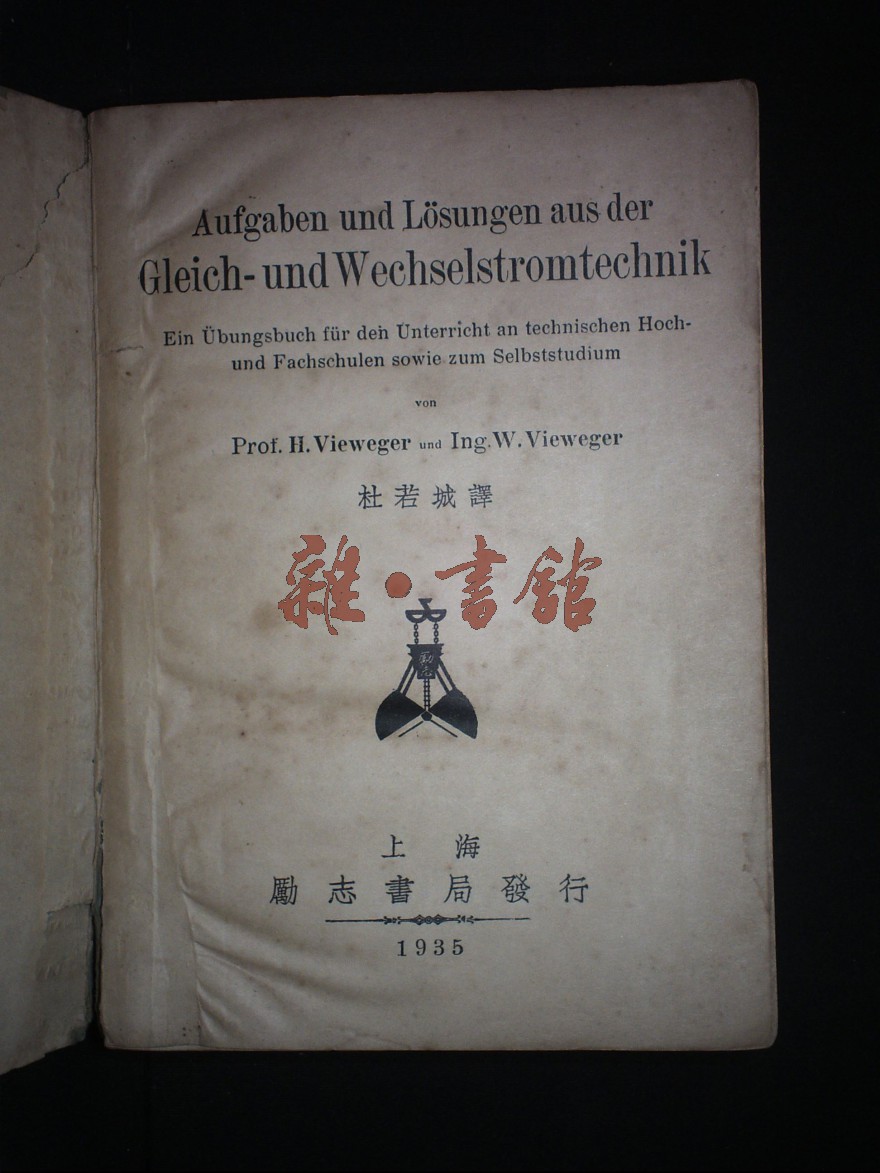 Aufgaben und Lösungen aus der
Gleich- und Wechselstromtechnik
Ein Übungsbuch für den Unterricht an technischen Hoch-
und Fachschulen sowie zum Selbststudium
von
Prof. H. Vieweger und Ing. W. Vieweger
杜若城譯
雜·書舘
勵志
上海
勵志書局發行
1935